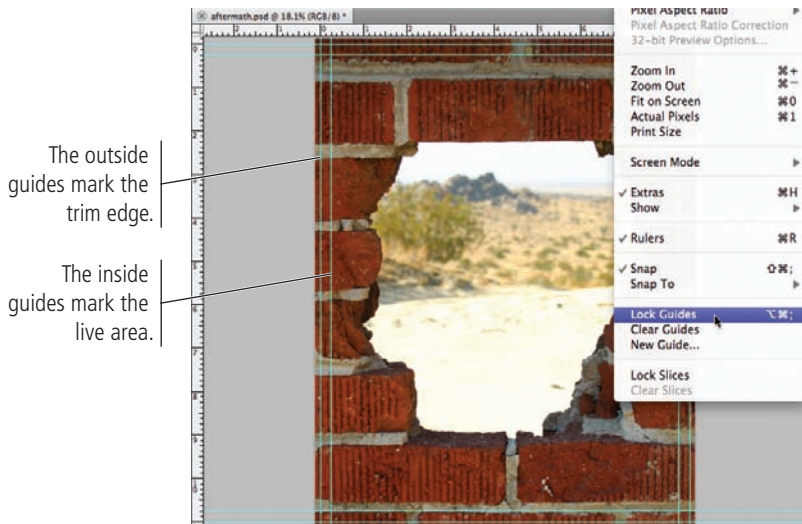 aftermath.psd @ 18.1% (RGB/8) *
Pixel Aspect Ratio
Pixel Aspect Ratio Correction
32-bit Preview Options...
Zoom In ⌘+
Zoom Out ⌘−
Fit on Screen ⌘0
Actual Pixels ⌘1
Print Size
Screen Mode
✓ Extras ⌘H
Show
✓ Rulers ⌘R
✓ Snap ⇧⌘;
Snap To
Lock Guides ⌥⌘;
Clear Guides
New Guide...
Lock Slices
Clear Slices
The outside
guides mark the
trim edge.
The inside
guides mark the
live area.